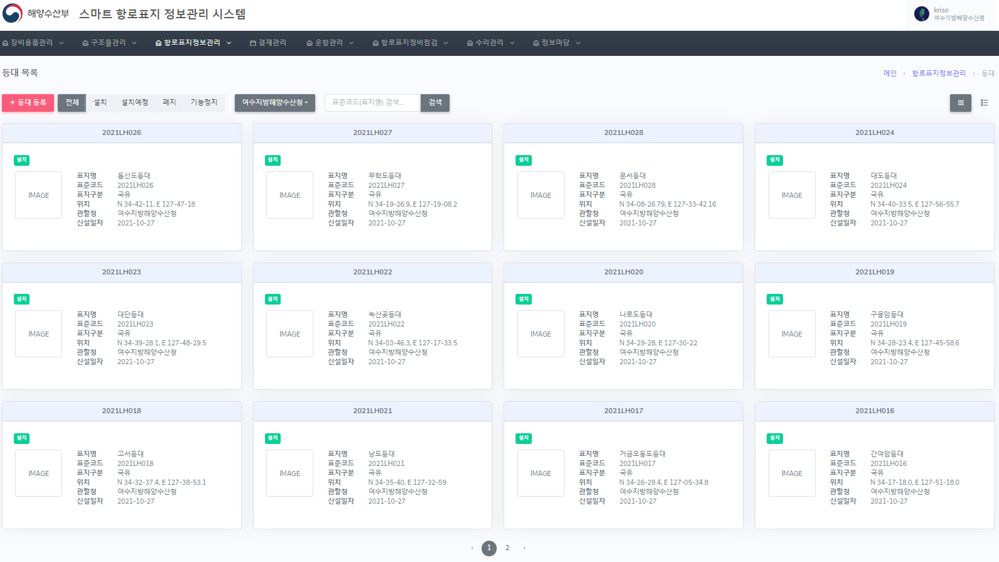 해양수산부 스마트 항로표지 정보관리 시스템
kriso
여수지방해양수산청
장비용품관리 구조물관리 항로표지정보관리 결재관리 운항관리 항로표지정비점검 수리관리 정보마당
등대 목록
메인 › 항로표지정보관리 › 등대
+ 등대 등록 전체 설치 설치예정 폐지 기능정지 여수지방해양수산청 표준코드(표지명) 검색... 검색
2021LH026
설치
IMAGE
표지명 돌산도등대
표준코드 2021LH026
표지구분 국유
위치 N 34-42-11, E 127-47-18
관할청 여수지방해양수산청
신설일자 2021-10-27
2021LH027
설치
IMAGE
표지명 무학도등대
표준코드 2021LH027
표지구분 국유
위치 N 34-19-26.9, E 127-19-08.2
관할청 여수지방해양수산청
신설일자 2021-10-27
2021LH028
설치
IMAGE
표지명 문서등대
표준코드 2021LH028
표지구분 국유
위치 N 34-08-26.79, E 127-33-42.16
관할청 여수지방해양수산청
신설일자 2021-10-27
2021LH024
설치
IMAGE
표지명 대도등대
표준코드 2021LH024
표지구분 국유
위치 N 34-40-33.5, E 127-56-55.7
관할청 여수지방해양수산청
신설일자 2021-10-27
2021LH023
설치
IMAGE
표지명 대단등대
표준코드 2021LH023
표지구분 국유
위치 N 34-39-28.1, E 127-48-29.5
관할청 여수지방해양수산청
신설일자 2021-10-27
2021LH022
설치
IMAGE
표지명 녹산곶등대
표준코드 2021LH022
표지구분 국유
위치 N 34-03-46.3, E 127-17-33.5
관할청 여수지방해양수산청
신설일자 2021-10-27
2021LH020
설치
IMAGE
표지명 나로도등대
표준코드 2021LH020
표지구분 국유
위치 N 34-29-28, E 127-30-22
관할청 여수지방해양수산청
신설일자 2021-10-27
2021LH019
설치
IMAGE
표지명 구몽암등대
표준코드 2021LH019
표지구분 국유
위치 N 34-28-23.4, E 127-45-58.6
관할청 여수지방해양수산청
신설일자 2021-10-27
2021LH018
설치
IMAGE
표지명 고서등대
표준코드 2021LH018
표지구분 국유
위치 N 34-32-37.4, E 127-38-53.1
관할청 여수지방해양수산청
신설일자 2021-10-27
2021LH021
설치
IMAGE
표지명 낭도등대
표준코드 2021LH021
표지구분 국유
위치 N 34-35-40, E 127-32-59
관할청 여수지방해양수산청
신설일자 2021-10-27
2021LH017
설치
IMAGE
표지명 거금오동도등대
표준코드 2021LH017
표지구분 국유
위치 N 34-26-29.4, E 127-05-34.8
관할청 여수지방해양수산청
신설일자 2021-10-27
2021LH016
설치
IMAGE
표지명 간여암등대
표준코드 2021LH016
표지구분 국유
위치 N 34-17-18.0, E 127-51-18.0
관할청 여수지방해양수산청
신설일자 2021-10-27
‹ 1 2 ›